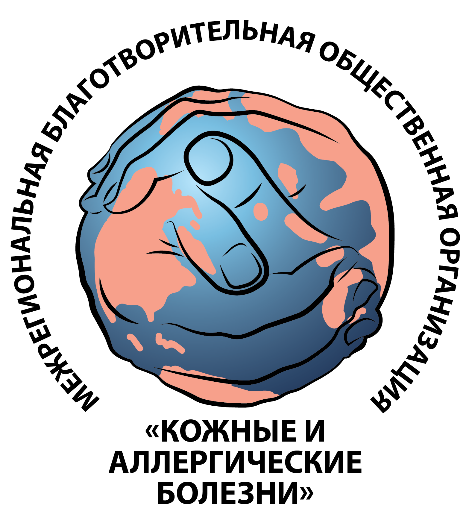 МЕЖРЕГИОНАЛЬНАЯ БЛАГОТВОРИТЕЛЬНАЯ ОБЩЕСТВЕННАЯ ОРГАНИЗАЦИЯ
«КОЖНЫЕ И
АЛЛЕРГИЧЕСКИЕ
БОЛЕЗНИ»